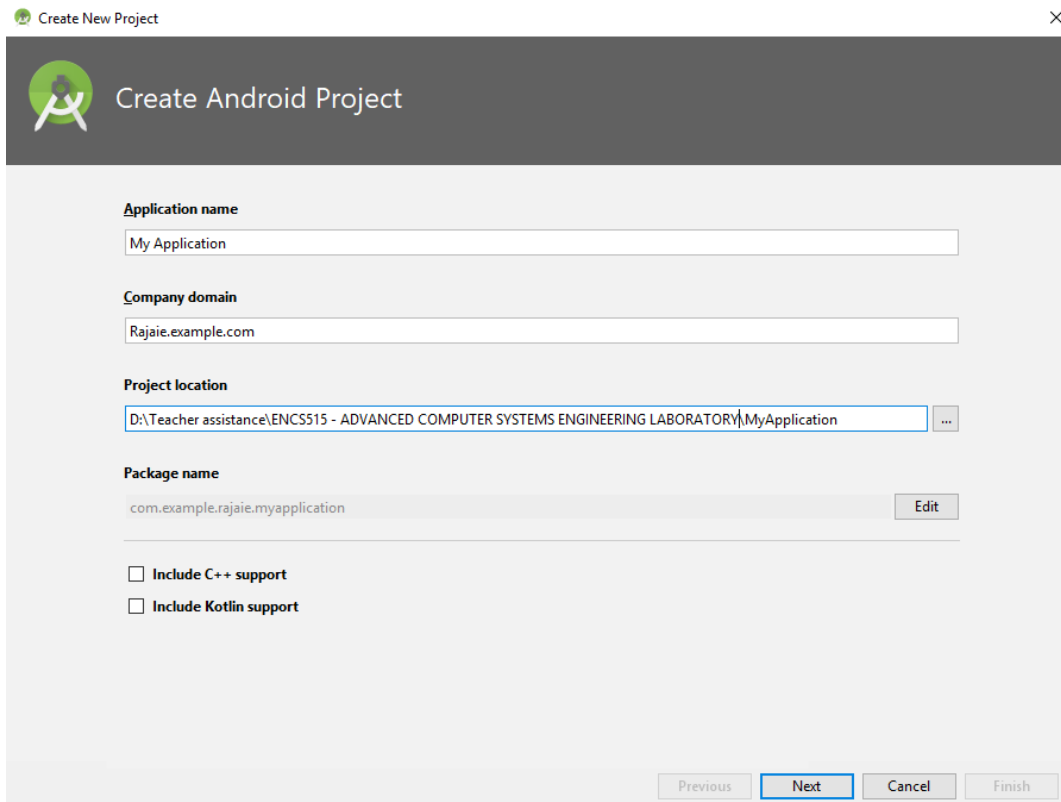 Create New Project
Create Android Project
Application name
My Application
Company domain
Rajaie.example.com
Project location
D:\Teacher assistance\ENCS515 - ADVANCED COMPUTER SYSTEMS ENGINEERING LABORATORY\MyApplication
...
Package name
com.example.rajaie.myapplication
Edit
Include C++ support
Include Kotlin support
Previous Next Cancel Finish